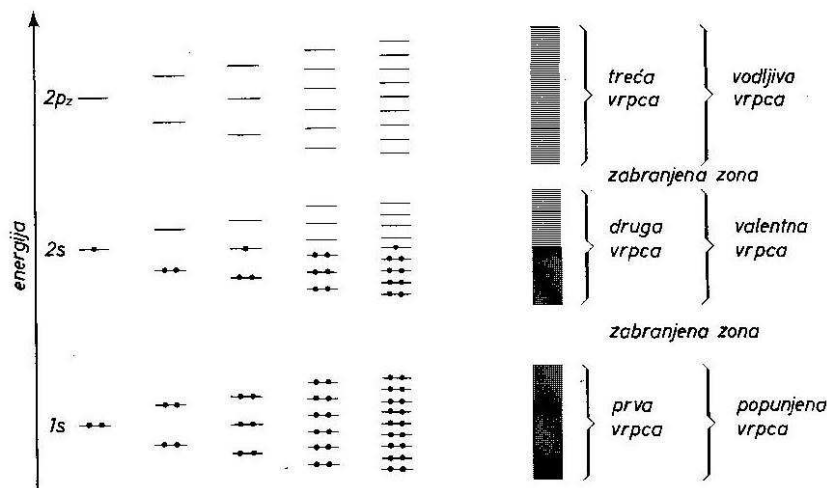 energija
2pz
2s
1s
treća
vrpca
vodljiva
vrpca
zabranjena zona
druga
vrpca
valentna
vrpca
zabranjena zona
prva
vrpca
popunjena
vrpca